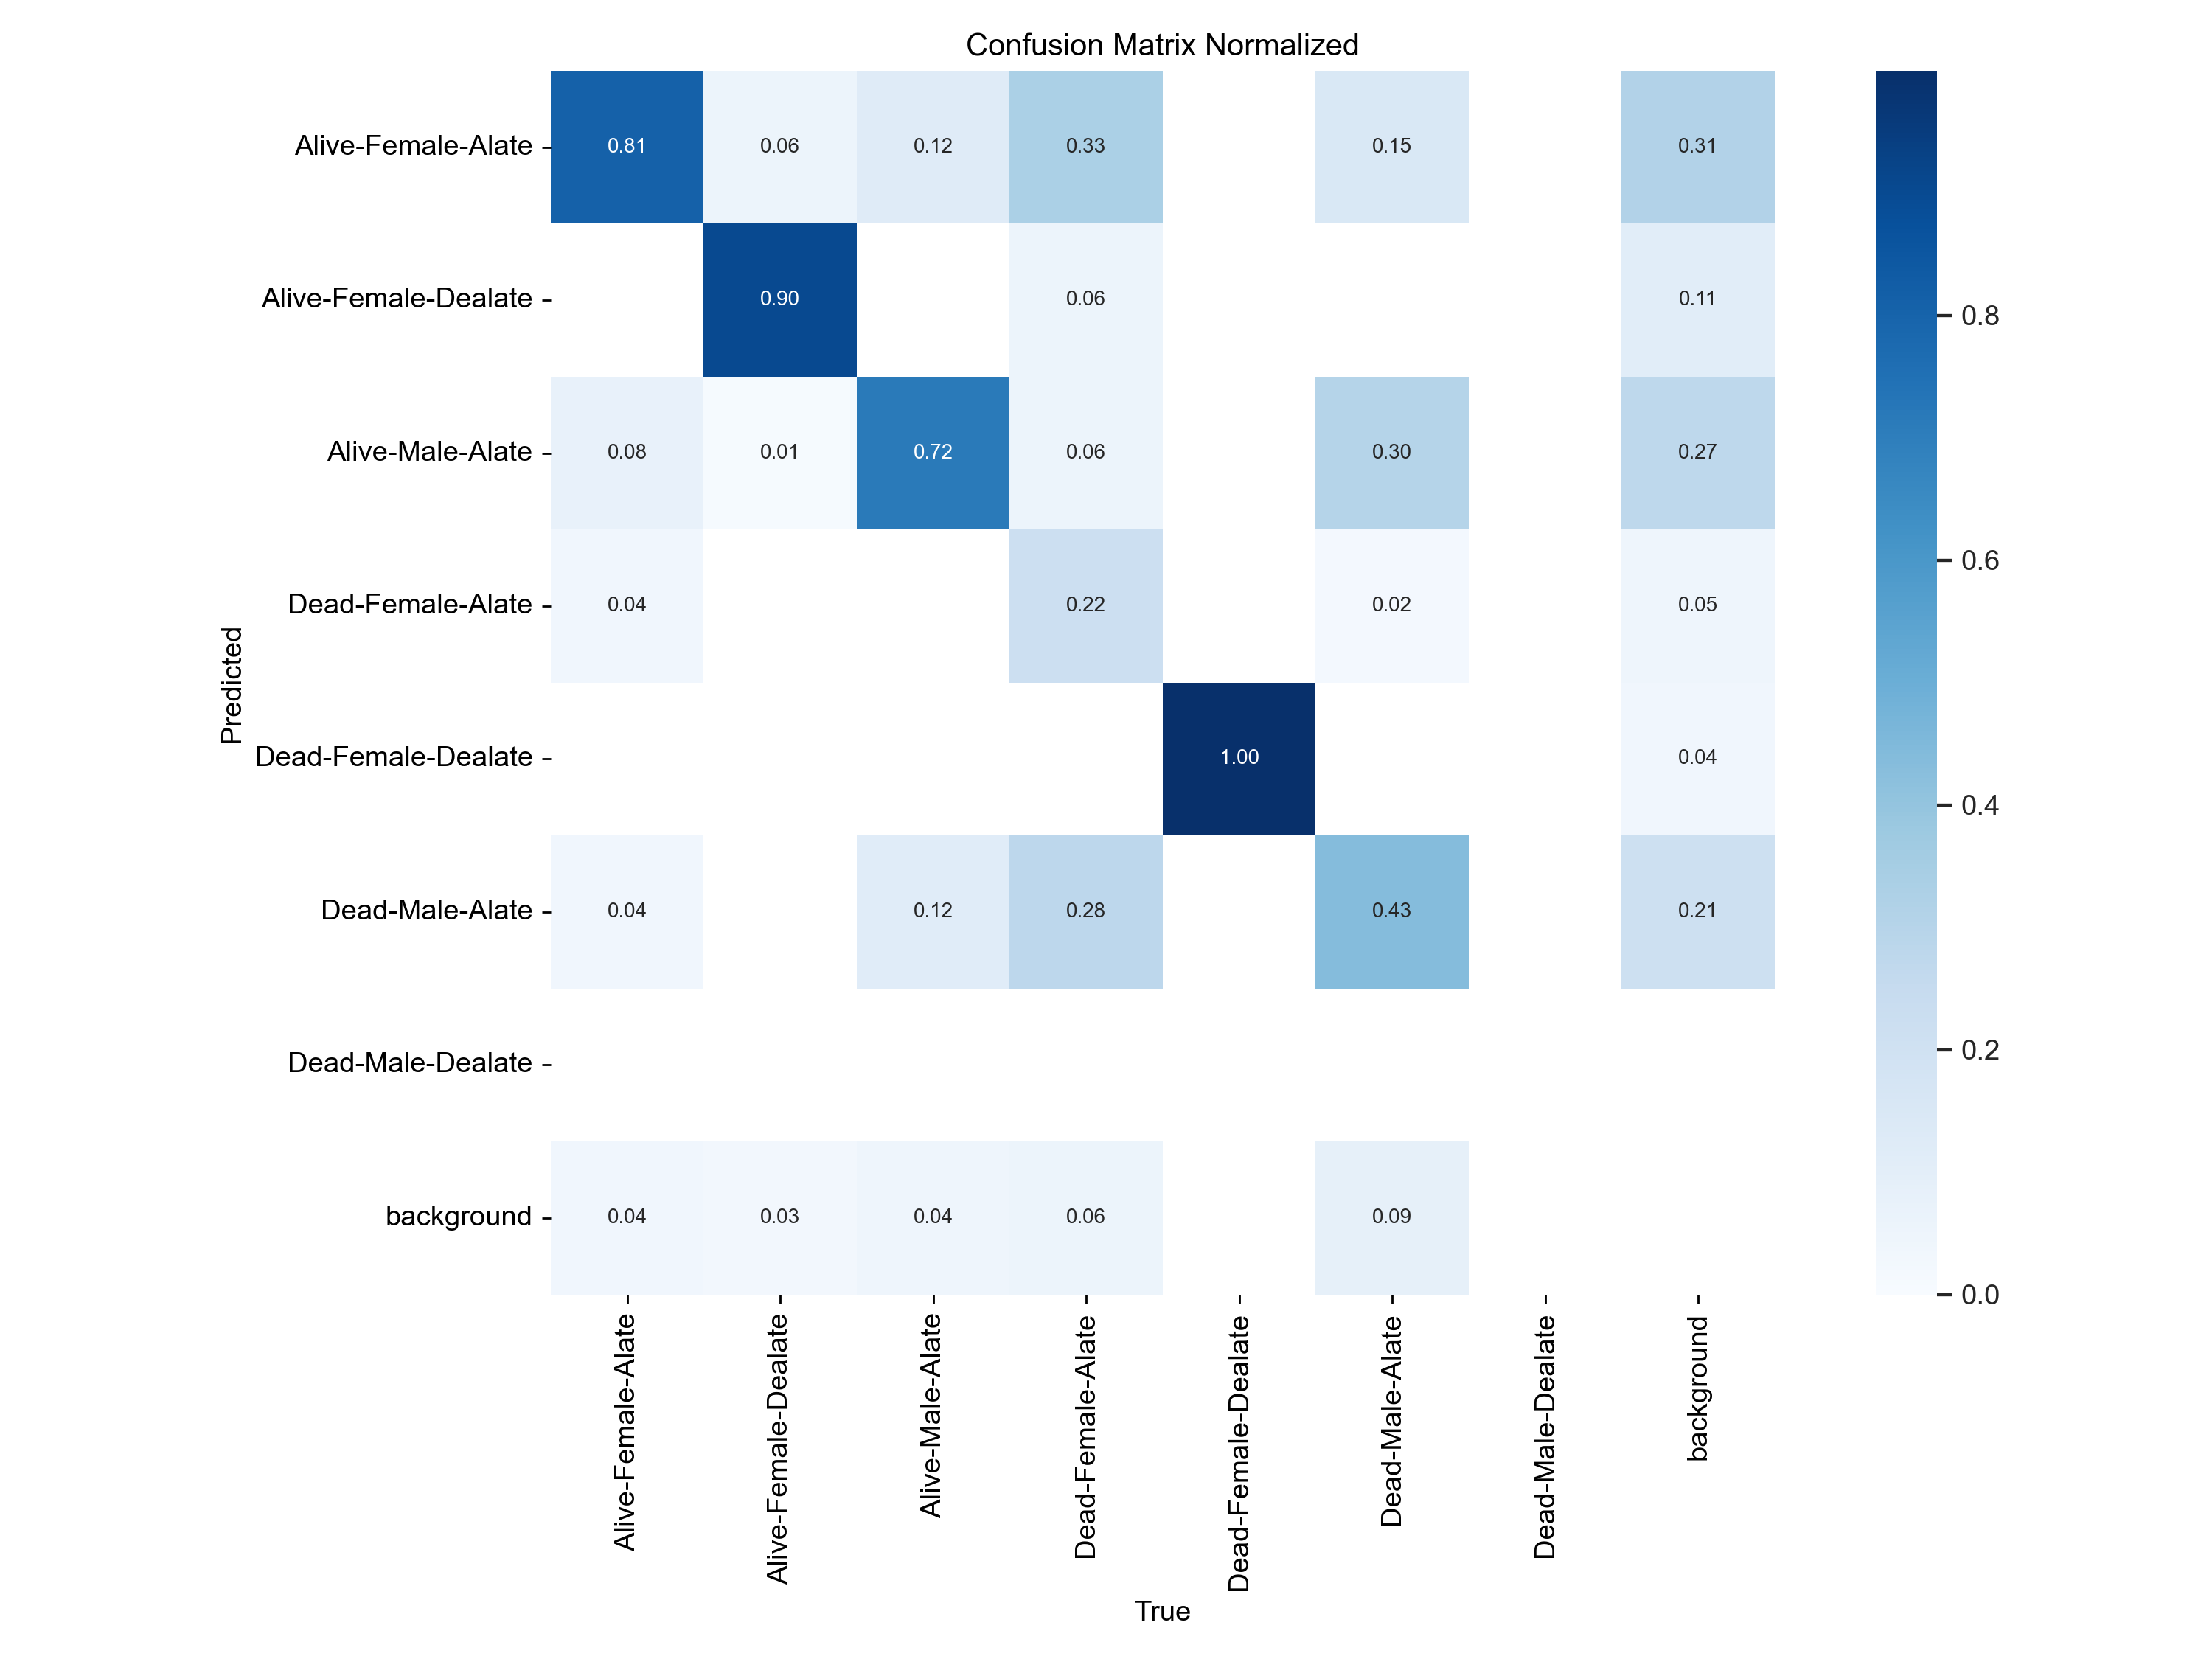 Confusion Matrix Normalized
Alive-Female-Alate 0.81 0.06 0.12 0.33 0.15 0.31
Alive-Female-Dealate 0.90 0.06 0.11
0.8
Alive-Male-Alate 0.08 0.01 0.72 0.06 0.30 0.27
0.6
Dead-Female-Alate 0.04 0.22 0.02 0.05
Predicted
Dead-Female-Dealate 1.00 0.04
0.4
Dead-Male-Alate 0.04 0.12 0.28 0.43 0.21
0.2
Dead-Male-Dealate
background 0.04 0.03 0.04 0.06 0.09
0.0
Alive-Female-Alate
Alive-Female-Dealate
Alive-Male-Alate
Dead-Female-Alate
Dead-Female-Dealate
Dead-Male-Alate
Dead-Male-Dealate
background
True